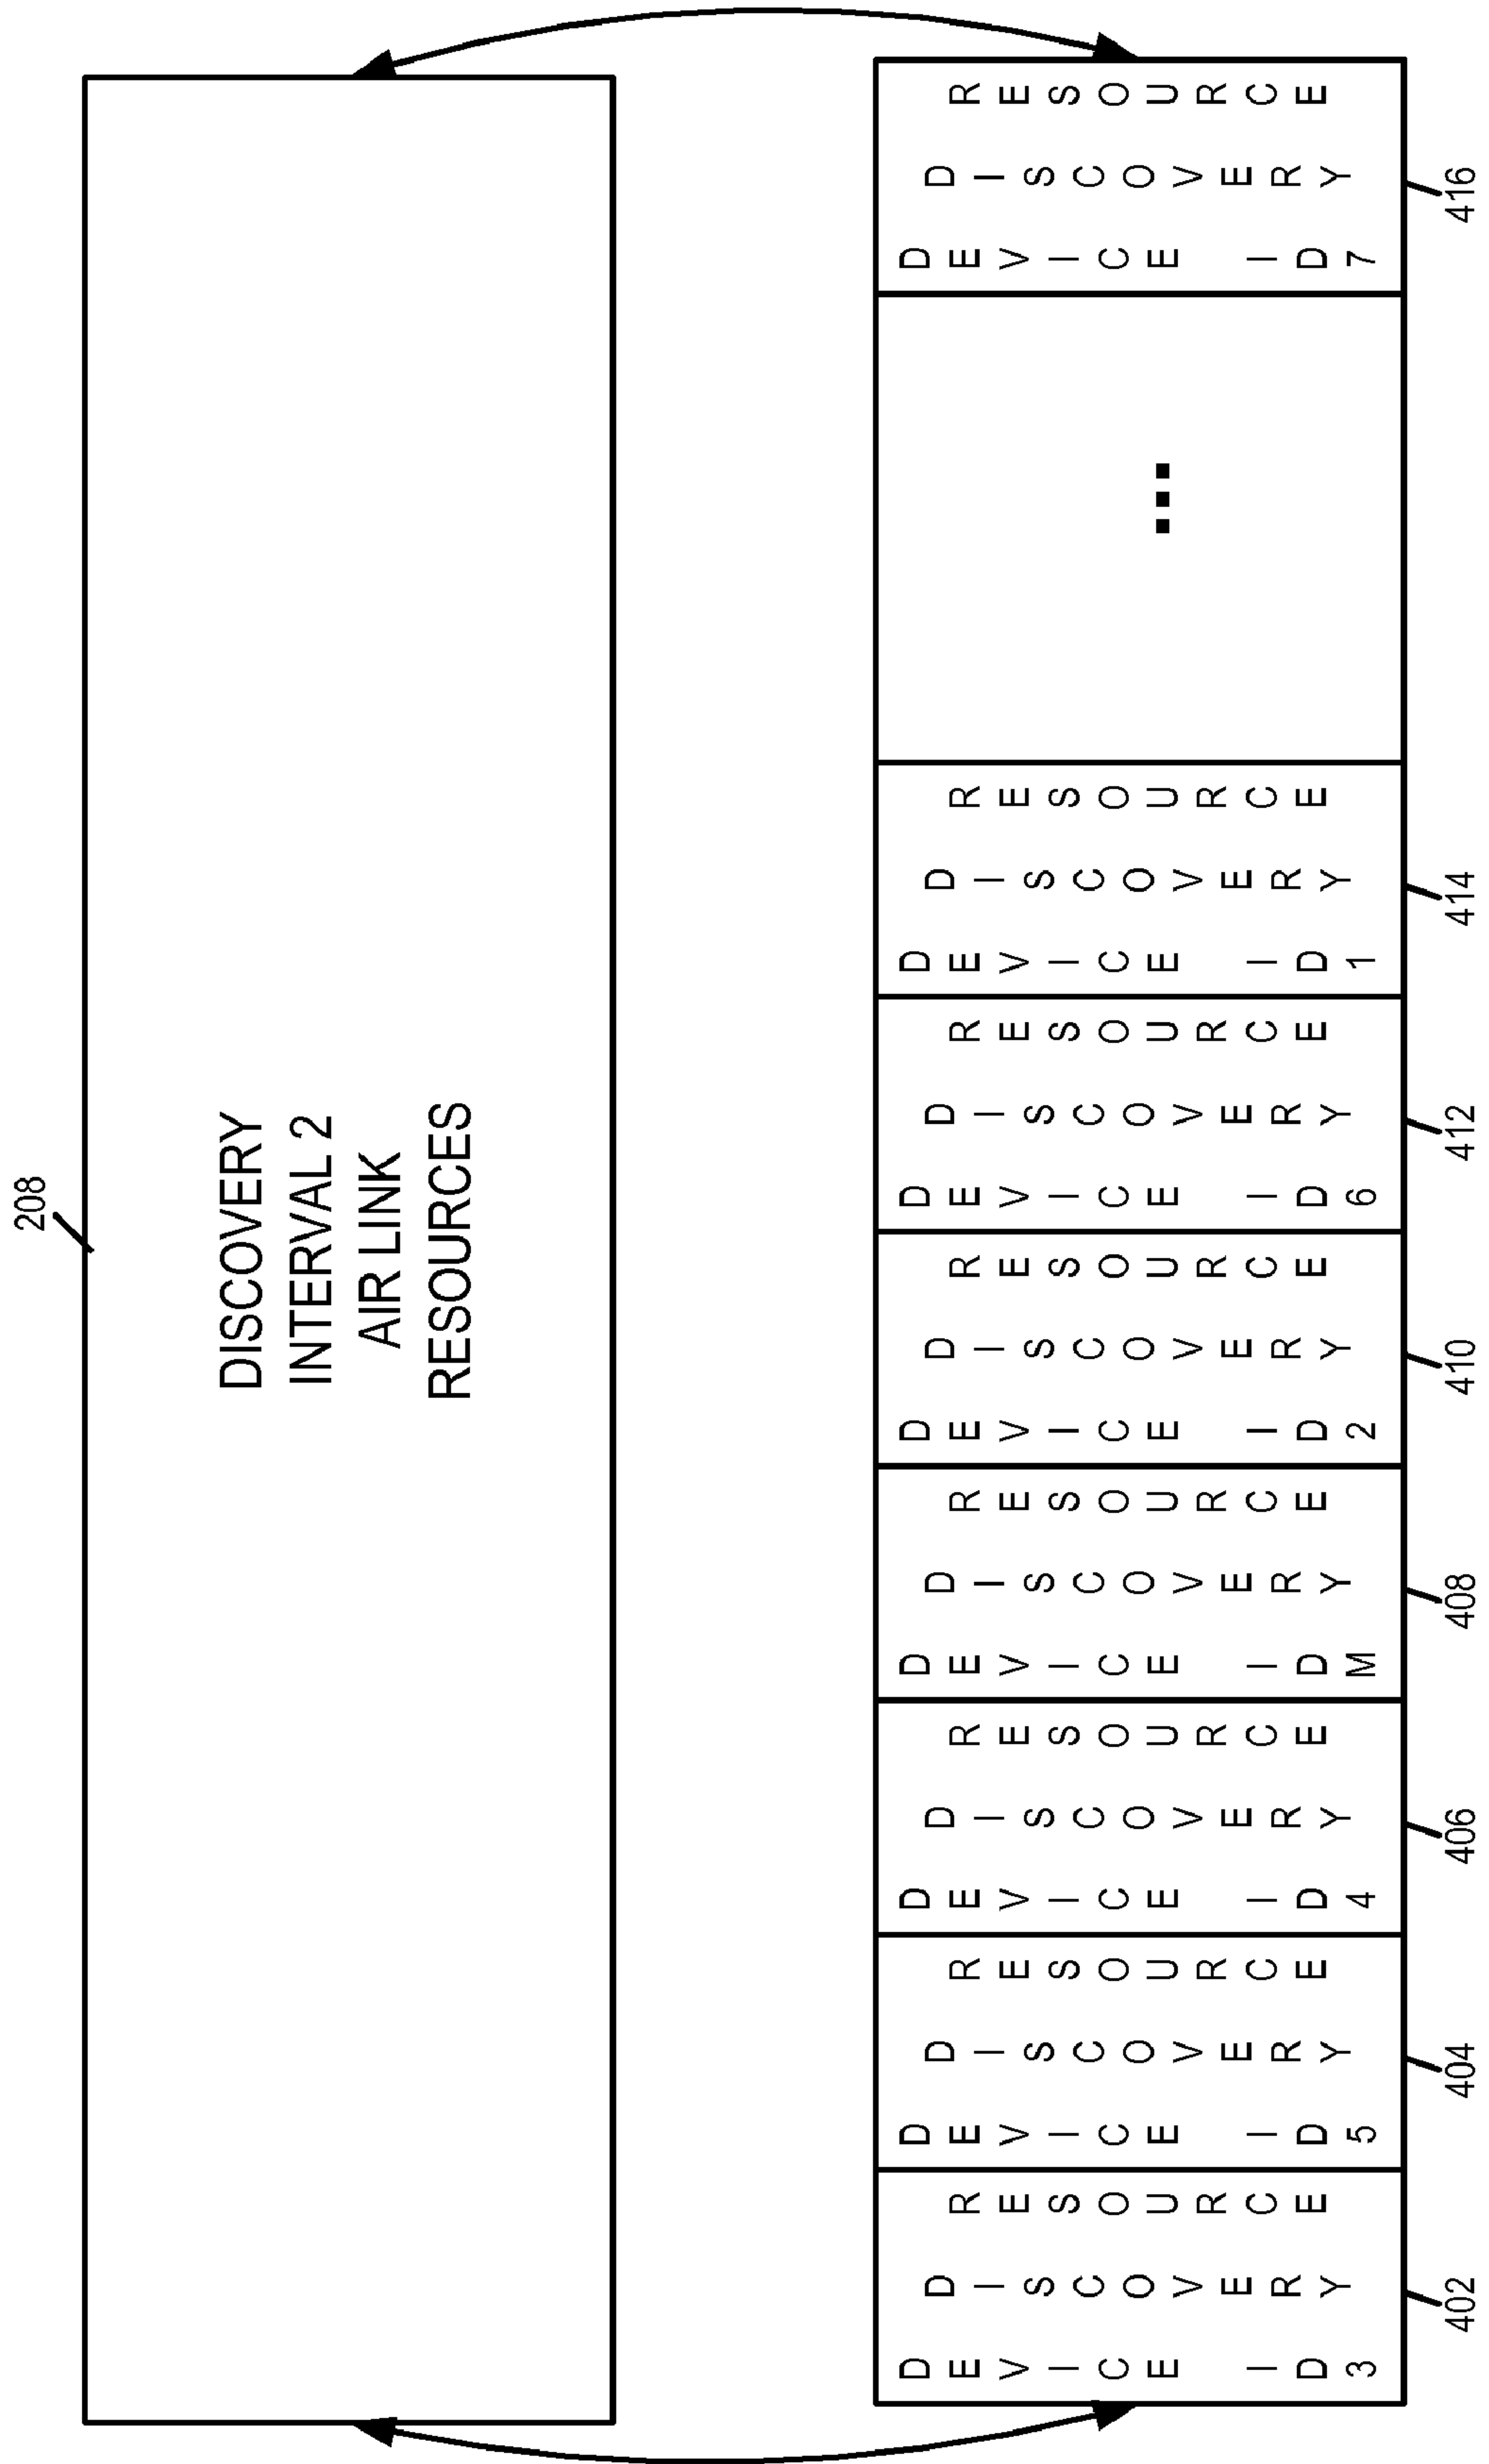 208
DISCOVERY
INTERVAL 2
AIR LINK
RESOURCES
DEVICE ID 3
DISCOVERY
RESOURCE
DEVICE ID 5
DISCOVERY
RESOURCE
DEVICE ID 4
DISCOVERY
RESOURCE
DEVICE ID M
DISCOVERY
RESOURCE
DEVICE ID 2
DISCOVERY
RESOURCE
DEVICE ID 6
DISCOVERY
RESOURCE
DEVICE ID 1
DISCOVERY
RESOURCE
...
DEVICE ID 7
DISCOVERY
RESOURCE
402
404
406
408
410
412
414
416